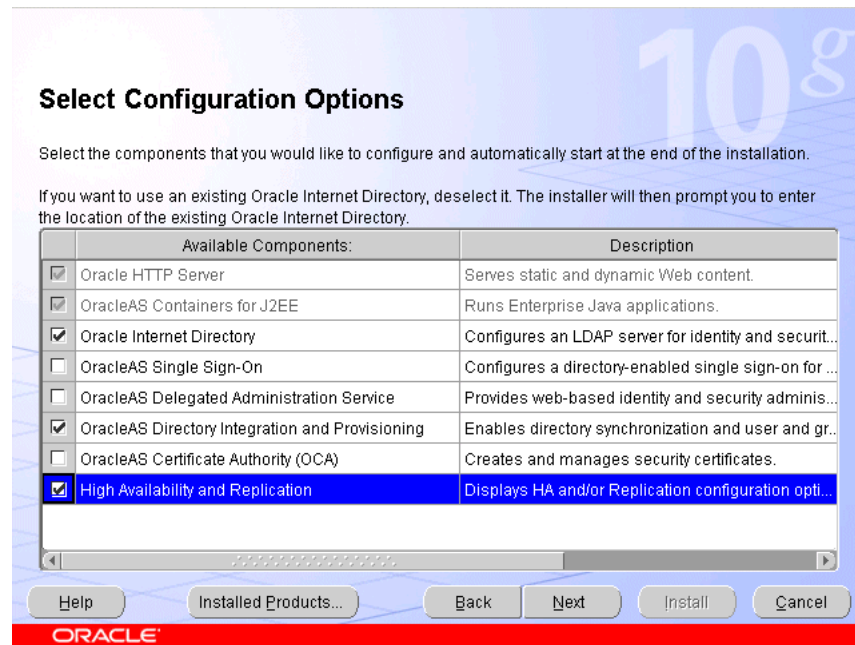 10g
Select Configuration Options
Select the components that you would like to configure and automatically start at the end of the installation.
If you want to use an existing Oracle Internet Directory, deselect it. The installer will then prompt you to enter
the location of the existing Oracle Internet Directory.
Available Components: Description
Oracle HTTP Server Serves static and dynamic Web content.
OracleAS Containers for J2EE Runs Enterprise Java applications.
Oracle Internet Directory Configures an LDAP server for identity and securit...
OracleAS Single Sign-On Configures a directory-enabled single sign-on for ...
OracleAS Delegated Administration Service Provides web-based identity and security adminis...
OracleAS Directory Integration and Provisioning Enables directory synchronization and user and gr...
OracleAS Certificate Authority (OCA) Creates and manages security certificates.
High Availability and Replication Displays HA and/or Replication configuration opti...
Help Installed Products... Back Next Install Cancel
ORACLE